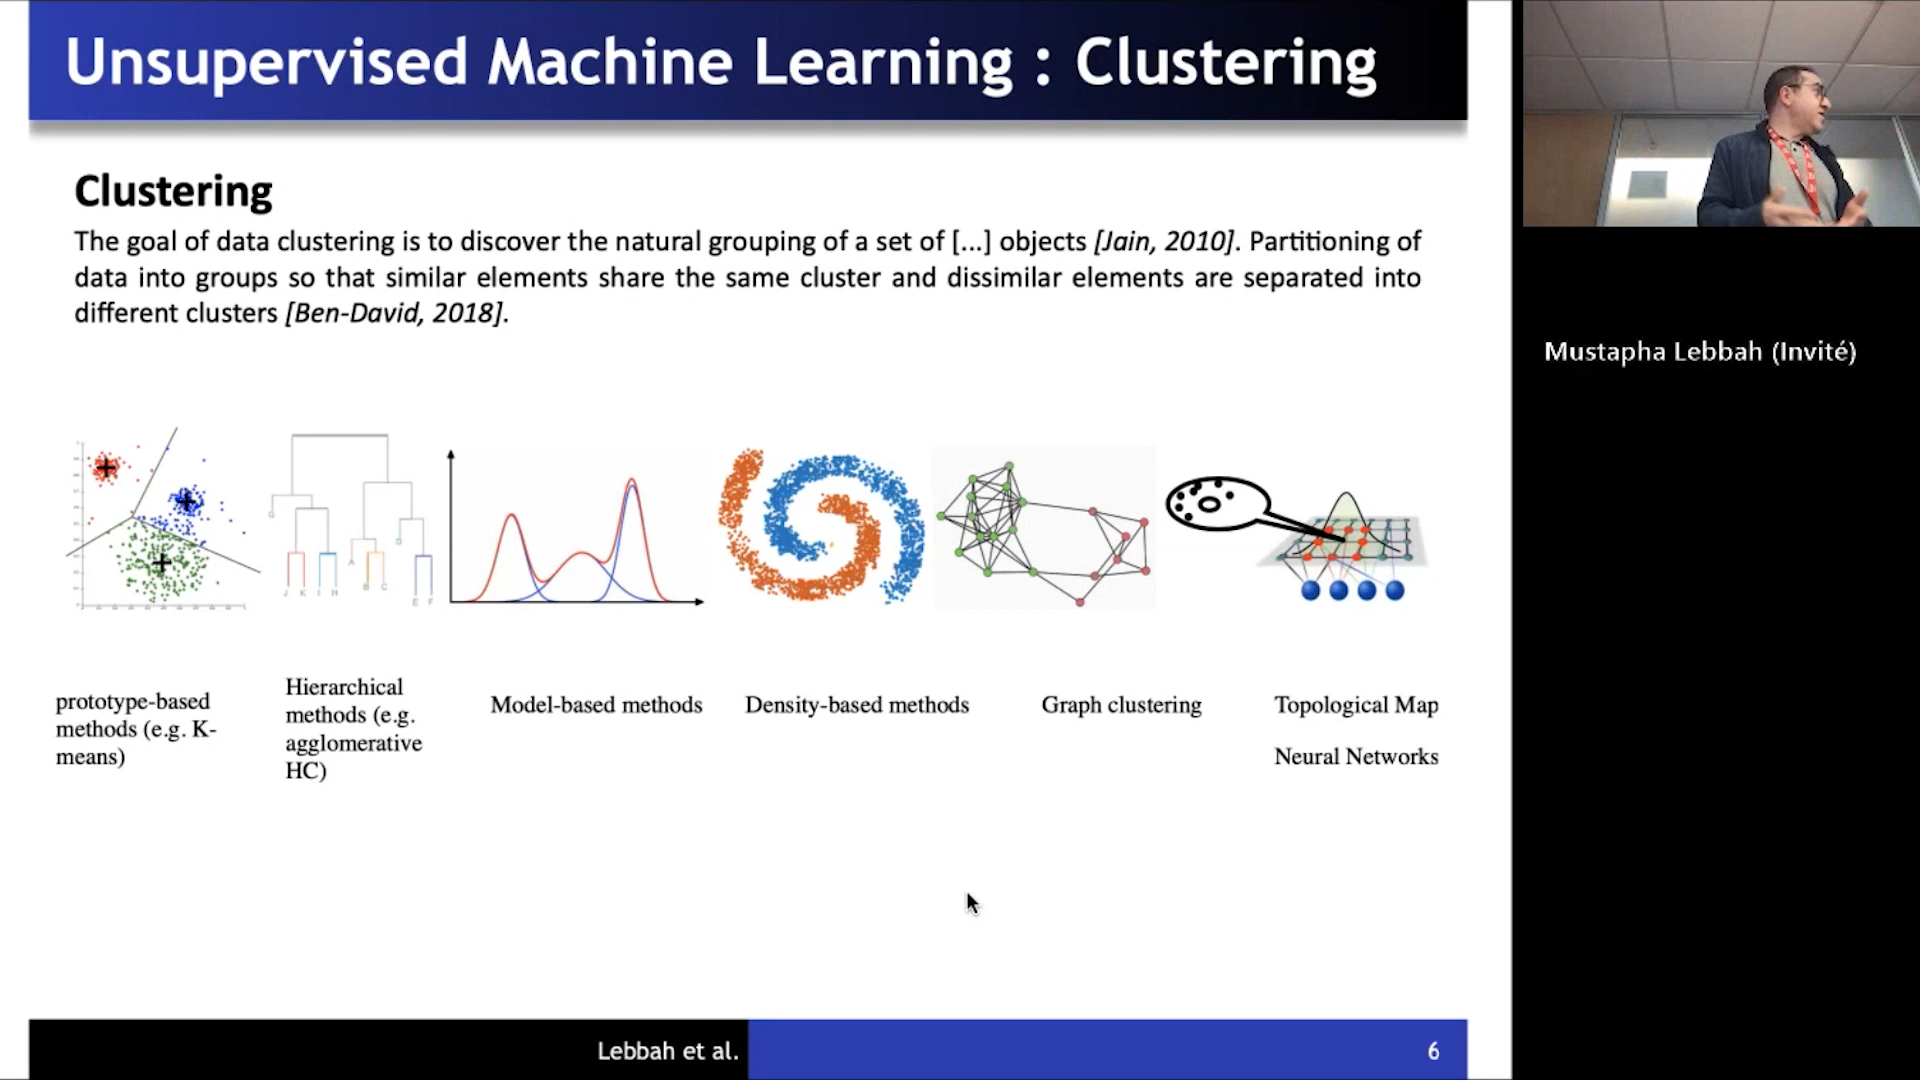 Unsupervised Machine Learning : Clustering
Clustering
The goal of data clustering is to discover the natural grouping of a set of [...] objects [Jain, 2010]. Partitioning of
data into groups so that similar elements share the same cluster and dissimilar elements are separated into
different clusters [Ben-David, 2018].
G
J K I H
A
B C
D
E F
prototype-based
methods (e.g. K-
means)
Hierarchical
methods (e.g.
agglomerative
HC)
Model-based methods
Density-based methods
Graph clustering
Topological Map
Neural Networks
Lebbah et al.
6
Mustapha Lebbah (Invité)